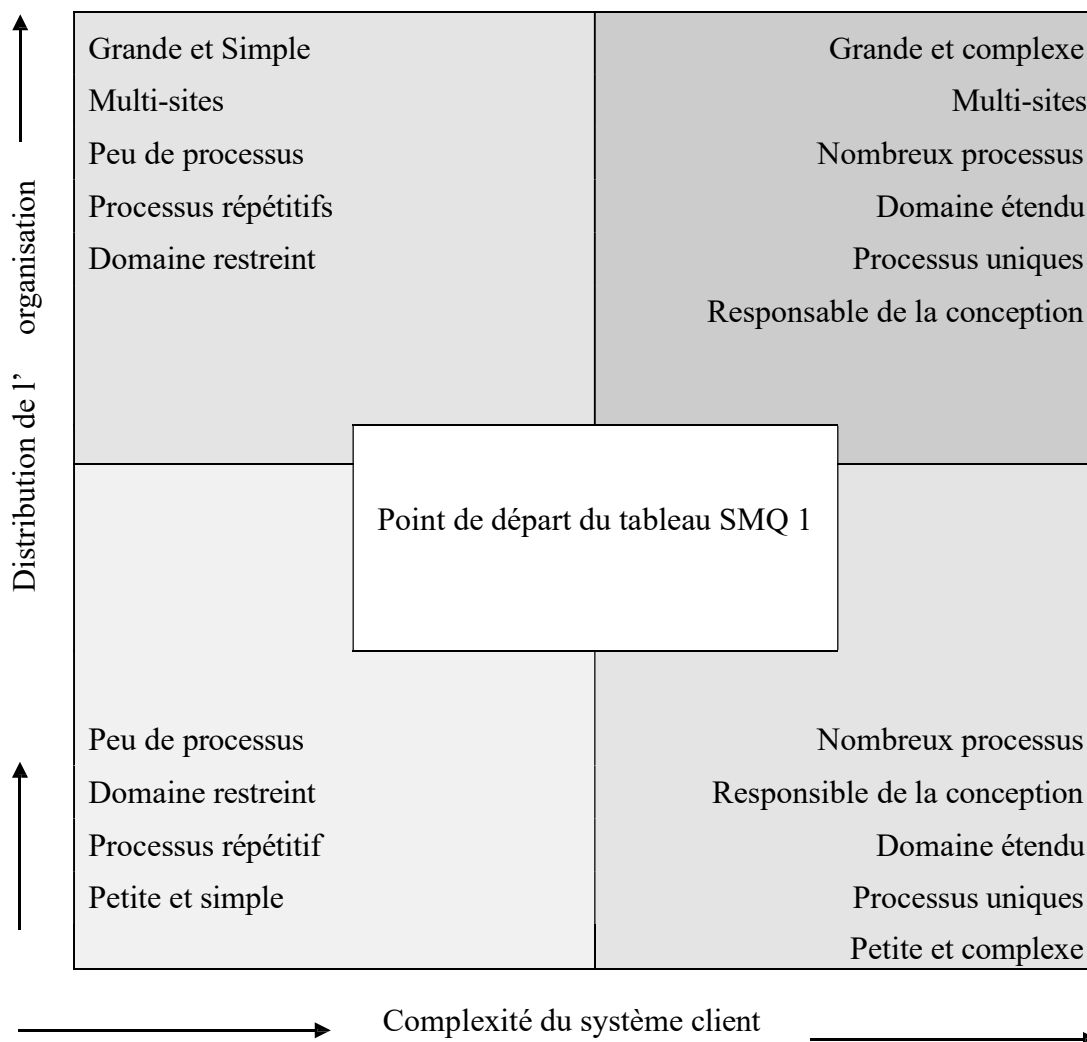 Grande et Simple
Multi-sites
Peu de processus
Processus répétitifs
Domaine restreint
Grande et complexe
Multi-sites
Nombreux processus
Domaine étendu
Processus uniques
Responsable de la conception
Distribution de l’ organisation
Point de départ du tableau SMQ 1
Peu de processus
Domaine restreint
Processus répétitif
Petite et simple
Nombreux processus
Responsible de la conception
Domaine étendu
Processus uniques
Petite et complexe
Complexité du système client